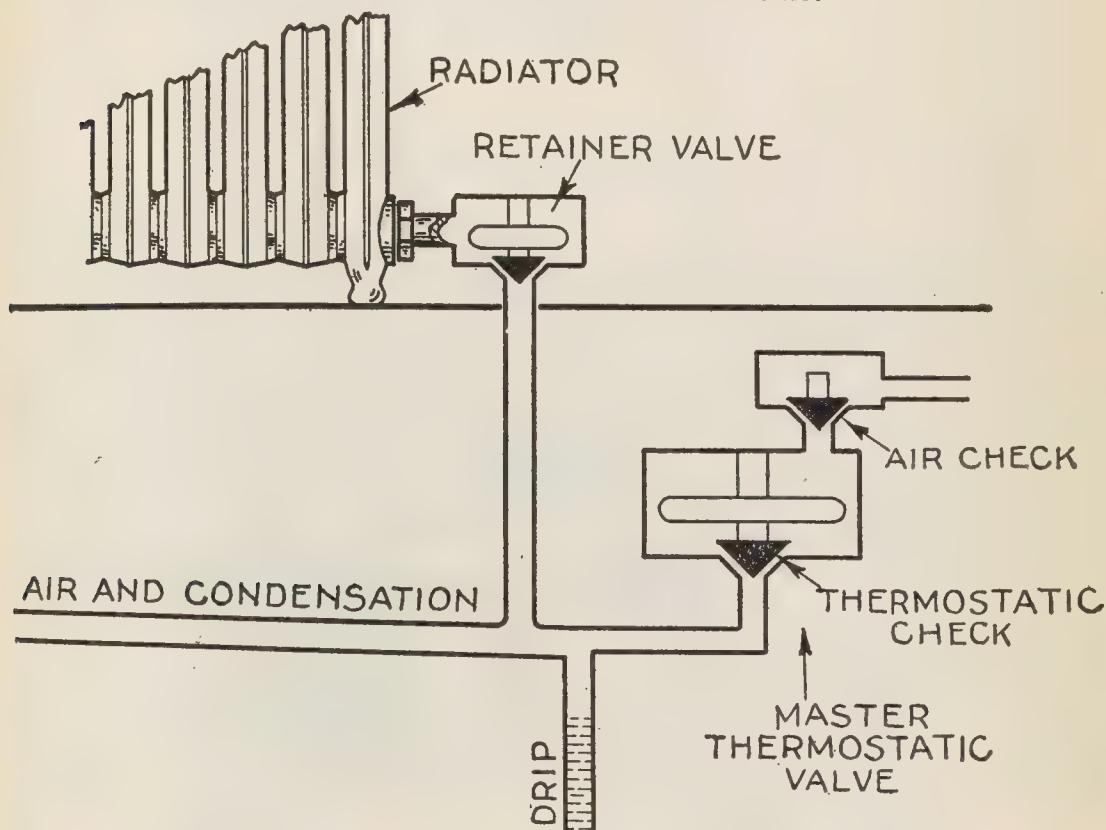 RADIATOR
RETAINER VALVE
AIR CHECK
AIR AND CONDENSATION
THERMOSTATIC
CHECK
MASTER
THERMOSTATIC
VALVE
DRIP